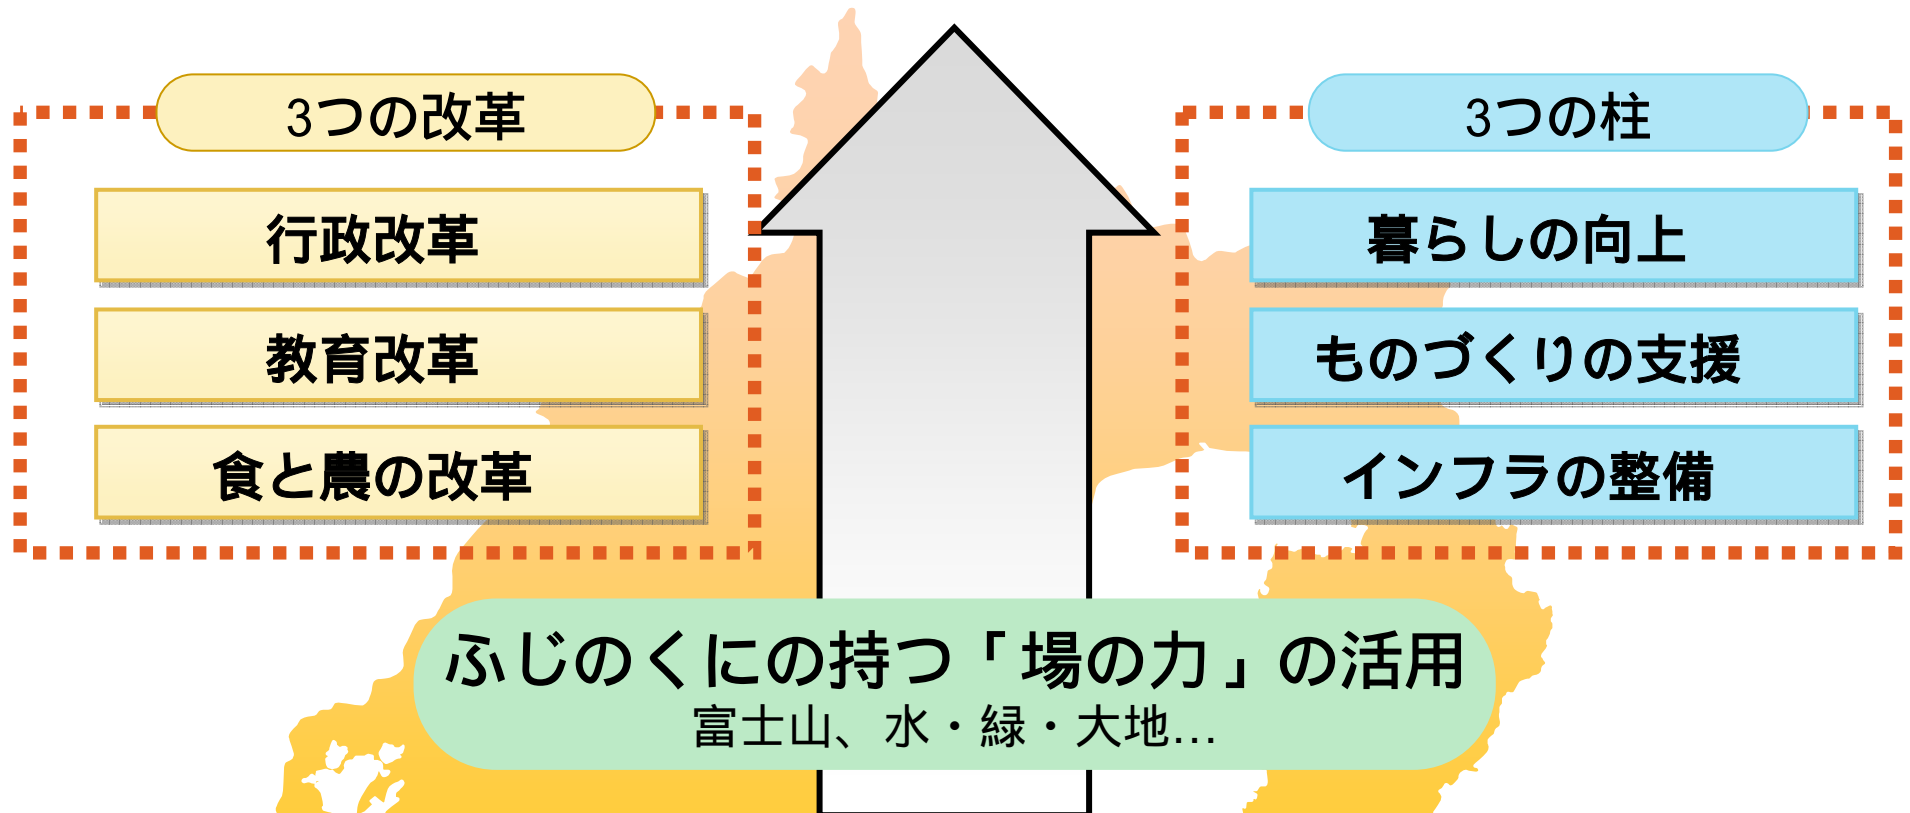 3つの改革
行政改革
教育改革
食と農の改革
3つの柱
暮らしの向上
ものづくりの支援
インフラの整備
ふじのくにの持つ「場の力」の活用
富士山、水・緑・大地…